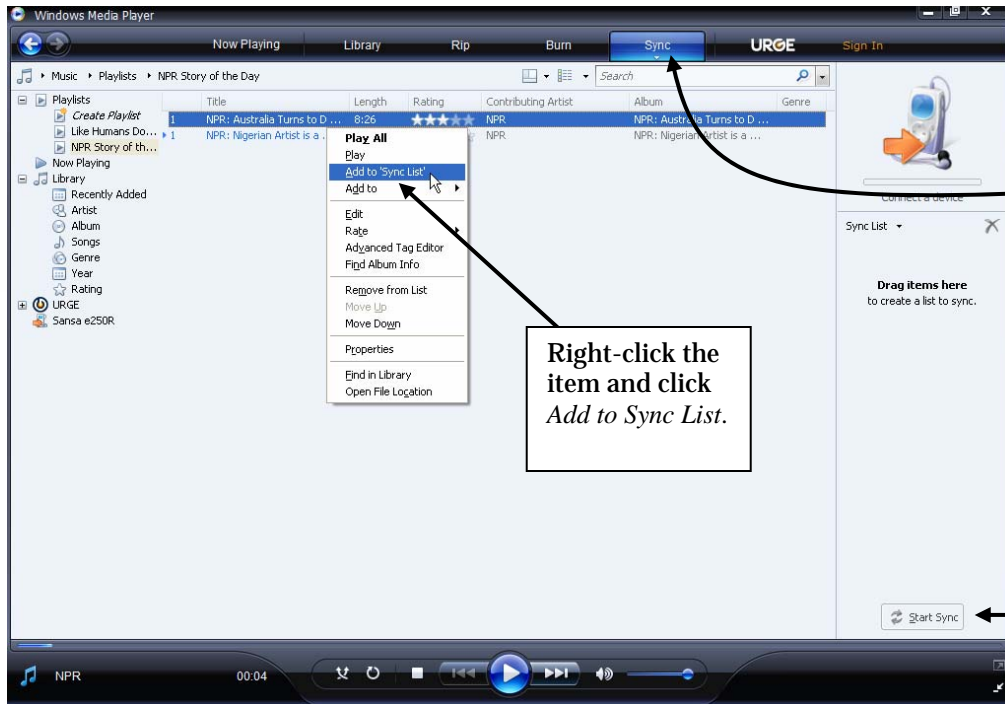 Windows Media Player
Now Playing Library Rip Burn Sync URGE Sign In
Music Playlists NPR Story of the Day Search
Playlists
Create Playlist
Like Humans Do...
NPR Story of th...
Now Playing
Library
Recently Added
Artist
Album
Songs
Genre
Year
Rating
URGE
Sansa e250R
Title Length Rating Contributing Artist Album Genre
1 NPR: Australia Turns to D ... 8:26 NPR NPR: Australia Turns to D ...
1 NPR: Nigerian Artist is a . NPR NPR: Nigerian Artist is a ...
Play All
Play
Add to 'Sync List'
Add to
Edit
Rate
Advanced Tag Editor
Find Album Info
Remove from List
Move Up
Move Down
Properties
Find in Library
Open File Location
Right-click the
item and click
Add to Sync List.
Connect a device
Sync List
Drag items here
to create a list to sync.
Start Sync
NPR 00:04